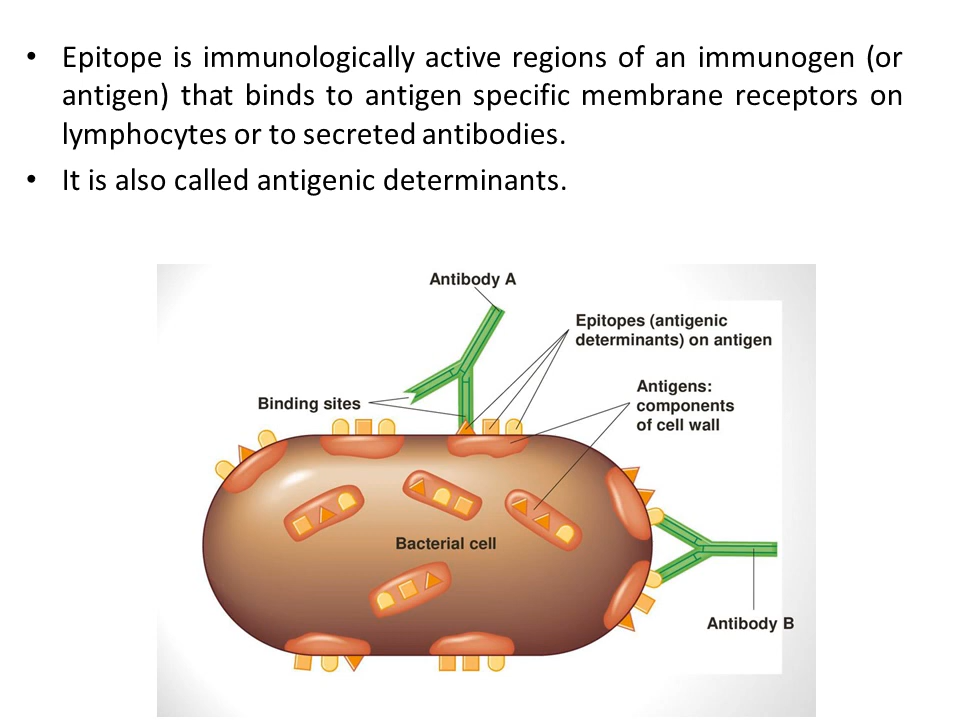 • Epitope is immunologically active regions of an immunogen (or
antigen) that binds to antigen specific membrane receptors on
lymphocytes or to secreted antibodies.
• It is also called antigenic determinants.
Antibody A
Epitopes (antigenic
determinants) on antigen
Antigens:
components
of cell wall
Binding sites
Bacterial cell
Antibody B